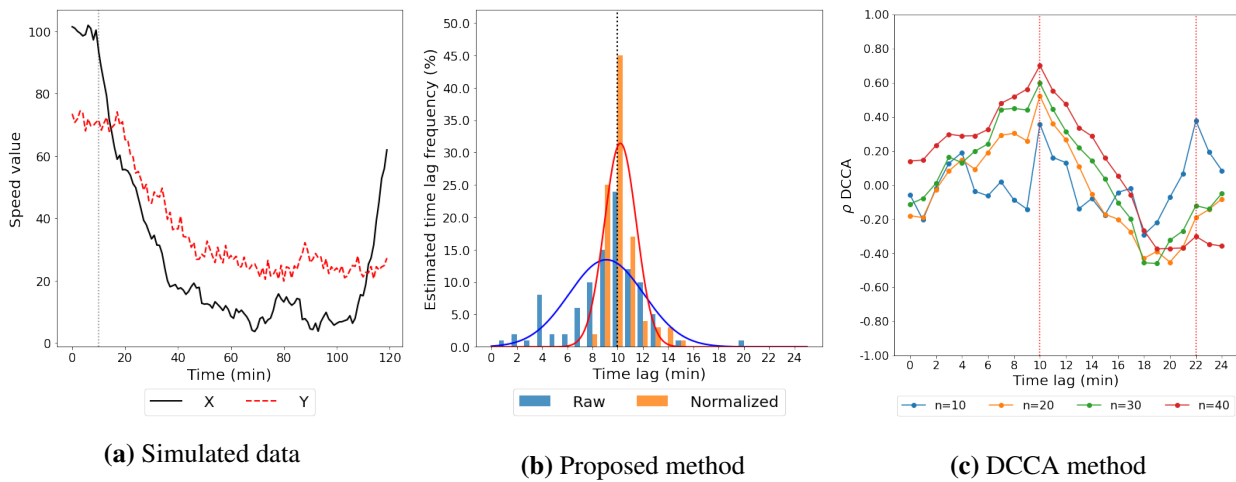 Speed value
100
80
60
40
20
0
0 20 40 60 80 100 120
Time (min)
X Y
(a) Simulated data
Estimated time lag frequency (%)
50.0
45.0
40.0
35.0
30.0
25.0
20.0
15.0
10.0
5.0
0.0
0 2 4 6 8 10 12 14 16 18 20 22 24
Time lag (min)
Raw Normalized
(b) Proposed method
ρ DCCA
1.00
0.80
0.60
0.40
0.20
0.00
-0.20
-0.40
-0.60
-0.80
-1.00
0 2 4 6 8 10 12 14 16 18 20 22 24
Time lag (min)
n=10 n=20 n=30 n=40
(c) DCCA method